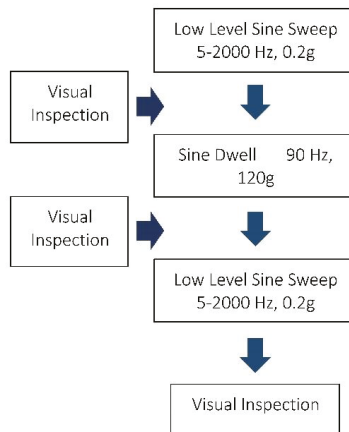 Low Level Sine Sweep
5-2000 Hz, 0.2g
Visual
Inspection
Sine Dwell 90 Hz,
120g
Visual
Inspection
Low Level Sine Sweep
5-2000 Hz, 0.2g
Visual Inspection